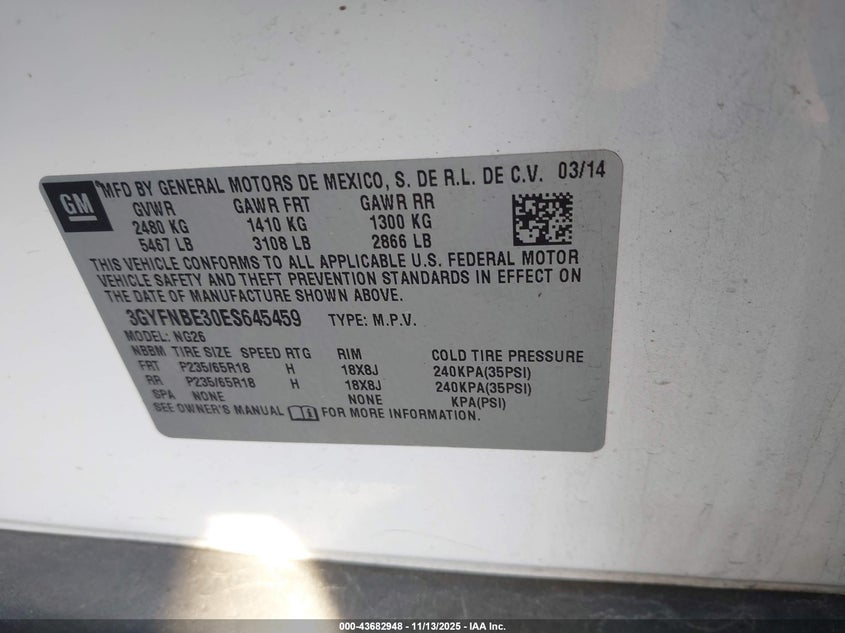 GM
MFD BY GENERAL MOTORS DE MEXICO, S. DE R.L. DE C.V. 03/14
GVWR GAWR FRT GAWR RR
2480 KG 1410 KG 1300 KG
5467 LB 3108 LB 2866 LB
THIS VEHICLE CONFORMS TO ALL APPLICABLE U.S. FEDERAL MOTOR
VEHICLE SAFETY AND THEFT PREVENTION STANDARDS IN EFFECT ON
THE DATE OF MANUFACTURE SHOWN ABOVE.
3GYFNBE30ES645459 TYPE: M.P.V.
MODEL: NG26
NBBM TIRE SIZE SPEED RTG RIM COLD TIRE PRESSURE
FRT P235/65R18 H 18X8J 240KPA(35PSI)
RR P235/65R18 H 18X8J 240KPA(35PSI)
SPA NONE NONE KPA(PSI)
SEE OWNER'S MANUAL FOR MORE INFORMATION.
000-43682948 - 11/13/2025 - IAA Inc.